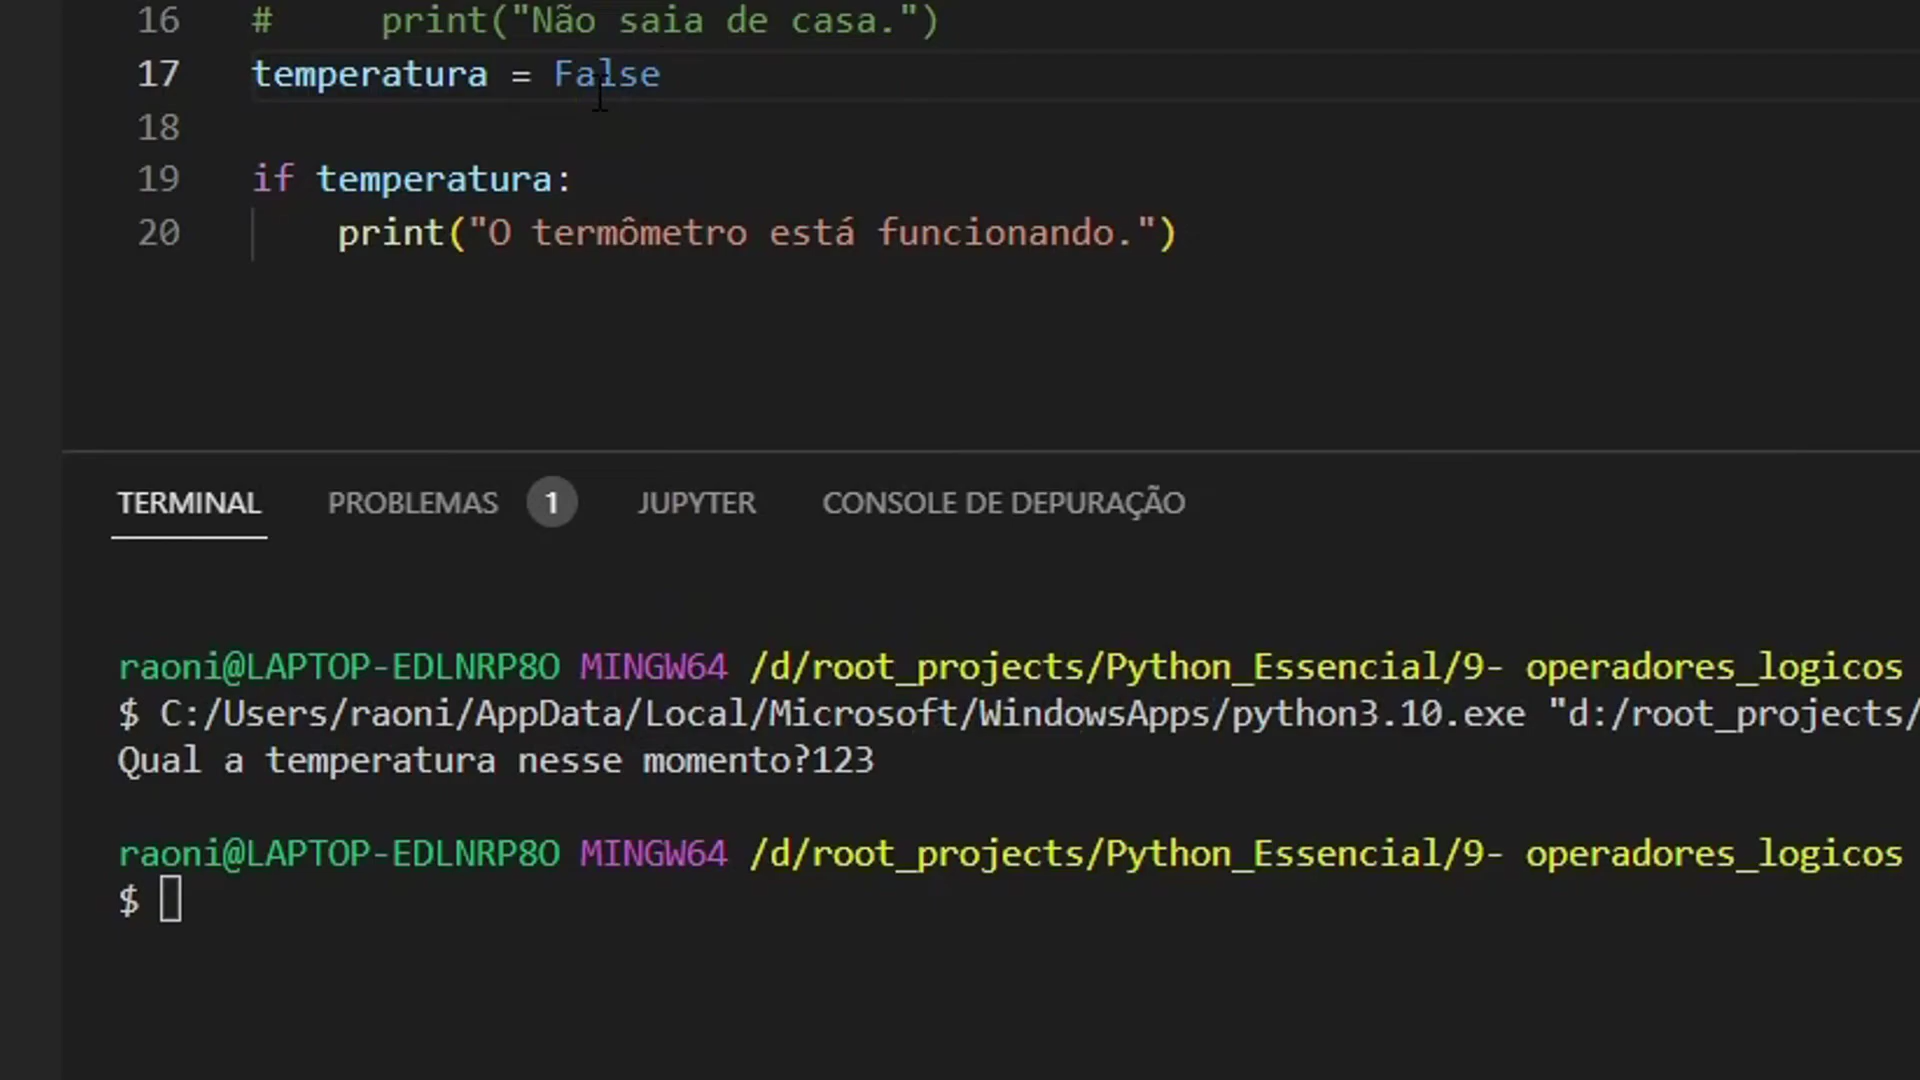 16 #    print("Não saia de casa.")
17 temperatura = False
18
19 if temperatura:
20     print("O termômetro está funcionando.")
TERMINAL PROBLEMAS 1 JUPYTER CONSOLE DE DEPURAÇÃO
raoni@LAPTOP-EDLNRP8O MINGW64 /d/root_projects/Python_Essencial/9- operadores_logicos
$ C:/Users/raoni/AppData/Local/Microsoft/WindowsApps/python3.10.exe "d:/root_projects/
Qual a temperatura nesse momento?123
raoni@LAPTOP-EDLNRP8O MINGW64 /d/root_projects/Python_Essencial/9- operadores_logicos
$